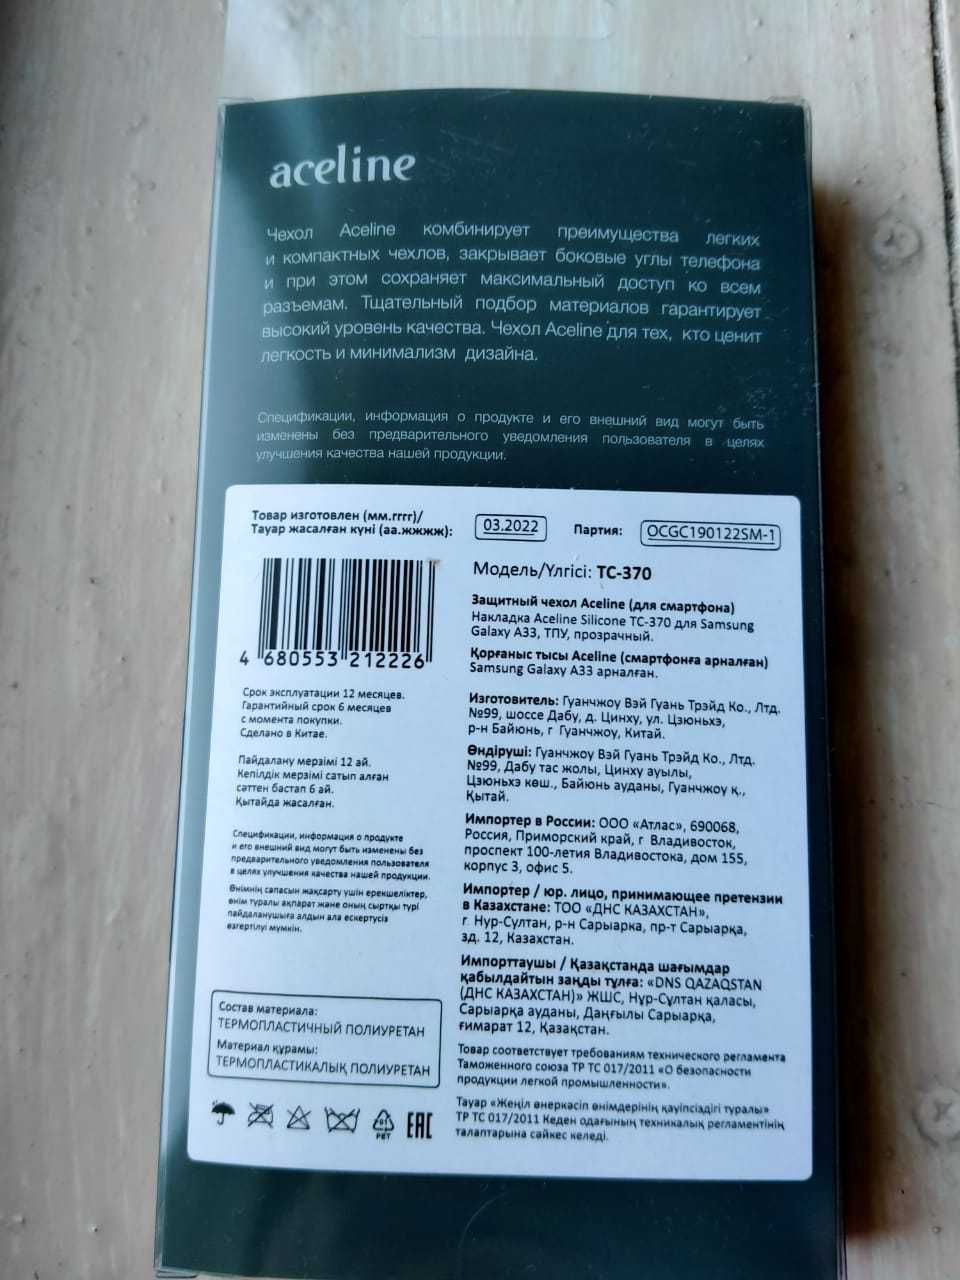 aceline
Чехол Aceline комбинирует преимущества легких
и компактных чехлов, закрывает боковые углы телефона
и при этом сохраняет максимальный доступ ко всем
разъемам. Тщательный подбор материалов гарантирует
высокий уровень качества. Чехол Aceline для тех, кто ценит
легкость и минимализм дизайна.
Спецификации, информация о продукте и его внешний вид могут быть
изменены без предварительного уведомления пользователя в целях
улучшения качества нашей продукции.
Товар изготовлен (мм.гггг)/
Тауар жасалған күні (аа.жжжж):
03.2022
Партия:
OCGC190122SM-1
4 680553 212226
Срок эксплуатации 12 месяцев.
Гарантийный срок 6 месяцев
с момента покупки.
Сделано в Китае.
Пайдалану мерзімі 12 ай.
Кепілдік мерзімі сатып алған
сәттен бастап 6 ай.
Қытайда жасалған.
Спецификации, информация о продукте
и его внешний вид могут быть изменены без
предварительного уведомления пользователя
в целях улучшения качества нашей продукции.
Өнімнің сапасын жақсарту үшін ерекшеліктер,
өнім туралы ақпарат және оның сыртқы түрі
пайдаланушыға алдын ала ескертусіз
өзгертілуі мүмкін.
Состав материала:
ТЕРМОПЛАСТИЧНЫЙ ПОЛИУРЕТАН
Материал құрамы:
ТЕРМОПЛАСТИКАЛЫҚ ПОЛИУРЕТАН
01
PET
EAC
Модель/Үлгісі: TC-370
Защитный чехол Aceline (для смартфона)
Накладка Aceline Silicone TC-370 для Samsung
Galaxy A33, ТПУ, прозрачный.
Қорғаныс тысы Aceline (смартфонға арналған)
Samsung Galaxy A33 арналған.
Изготовитель: Гуанчжоу Вэй Гуань Трэйд Ко., Лтд.
№99, шоссе Дабу, д. Цинху, ул. Цзюньхэ,
р-н Байюнь, г Гуанчжоу, Китай.
Өндіруші: Гуанчжоу Вэй Гуань Трэйд Ко., Лтд.
№99, Дабу тас жолы, Цинху ауылы,
Цзюньхэ көш., Байюнь ауданы, Гуанчжоу қ.,
Қытай.
Импортер в России: ООО «Атлас», 690068,
Россия, Приморский край, г Владивосток,
проспект 100-летия Владивостока, дом 155,
корпус 3, офис 5.
Импортер / юр. лицо, принимающее претензии
в Казахстане: ТОО «ДНС КАЗАХСТАН»,
г. Нур-Султан, р-н Сарыарка, пр-т Сарыарқа,
зд. 12, Казахстан.
Импорттаушы / Қазақстанда шағымдар
қабылдайтын заңды тұлға: «DNS QAZAQSTAN
(ДНС КАЗАХСТАН)» ЖШС, Нұр-Сұлтан қаласы,
Сарыарқа ауданы, Даңғылы Сарыарқа,
ғимарат 12, Қазақстан.
Товар соответствует требованиям технического регламента
Таможенного союза ТР ТС 017/2011 «О безопасности
продукции легкой промышленности».
Тауар «Жеңіл өнеркәсіп өнімдерінің қауіпсіздігі туралы»
ТР ТС 017/2011 Кеден одағының техникалық регламентінің
талаптарына сәйкес келеді.